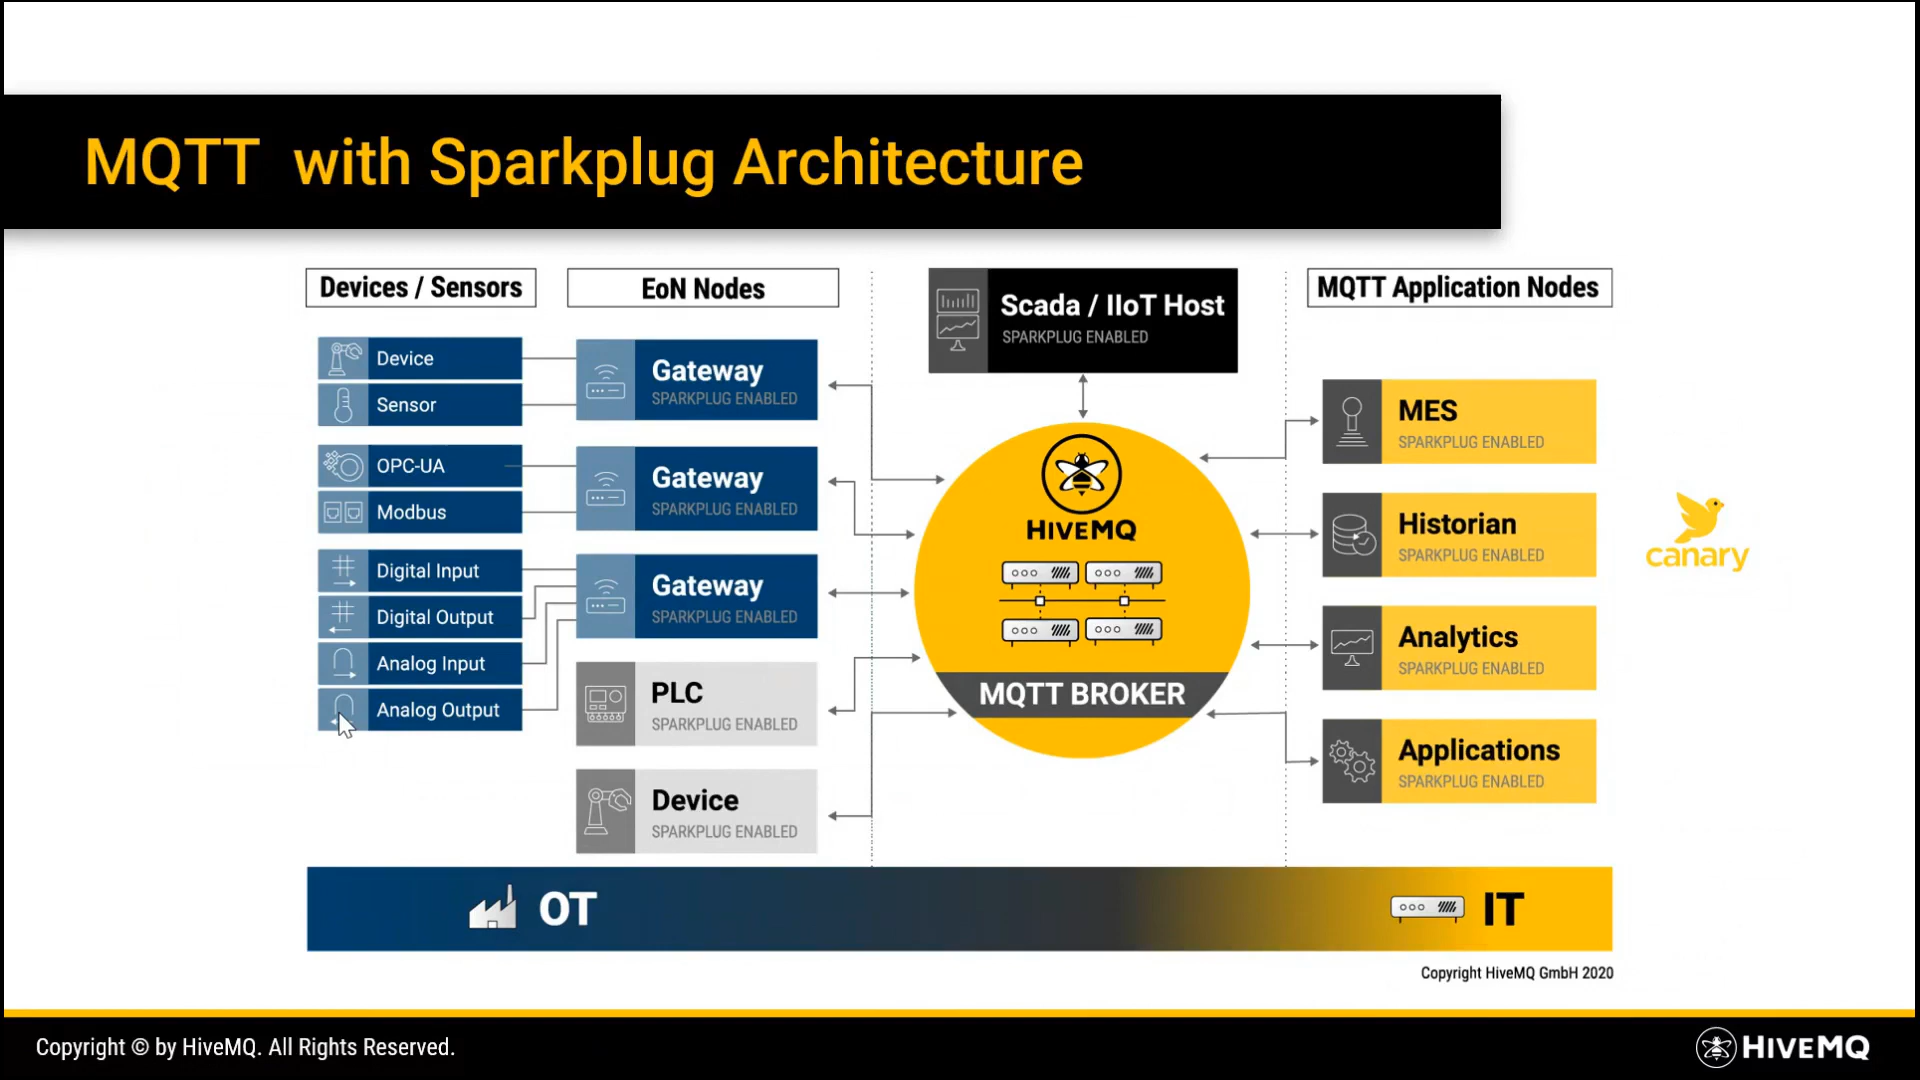 MQTT with Sparkplug Architecture
Devices / Sensors
EoN Nodes
Scada / IIoT Host
SPARKPLUG ENABLED
MQTT Application Nodes
Device
Sensor
OPC-UA
Modbus
Digital Input
Digital Output
Analog Input
Analog Output
Gateway
SPARKPLUG ENABLED
Gateway
SPARKPLUG ENABLED
Gateway
SPARKPLUG ENABLED
PLC
SPARKPLUG ENABLED
Device
SPARKPLUG ENABLED
HIVEMQ
MQTT BROKER
MES
SPARKPLUG ENABLED
Historian
SPARKPLUG ENABLED
Analytics
SPARKPLUG ENABLED
Applications
SPARKPLUG ENABLED
canary
OT
IT
Copyright HiveMQ GmbH 2020
Copyright © by HiveMQ. All Rights Reserved.
HIVEMQ